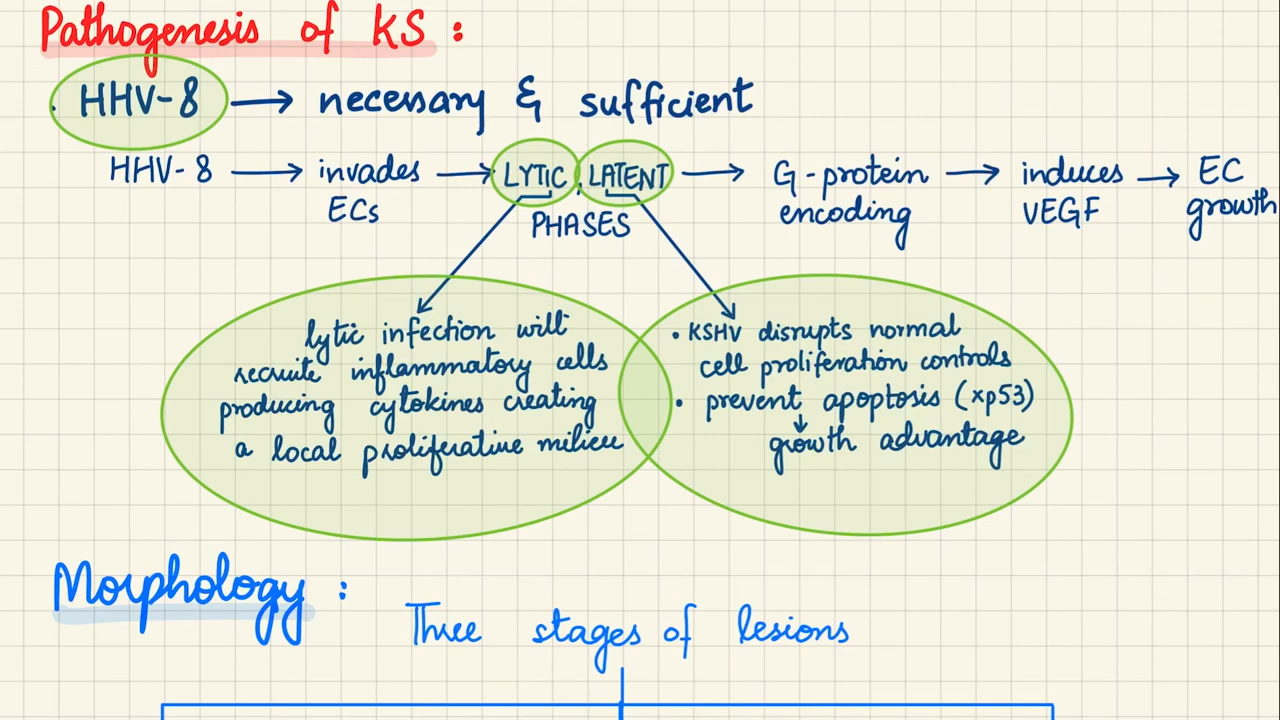 Pathogenesis of KS :
. HHV-8 → necessary & sufficient
HHV-8 → invades → LYTIC, LATENT → G-protein → induces → EC
ECs PHASES encoding VEGF growth
lytic infection will
recruite inflammatory cells
producing cytokines creating
a local proliferative milieu
• KSHV disrupts normal
cell proliferation controls
• prevent apoptosis (xp53)
↓
growth advantage
Morphology :
Three stages of lesions